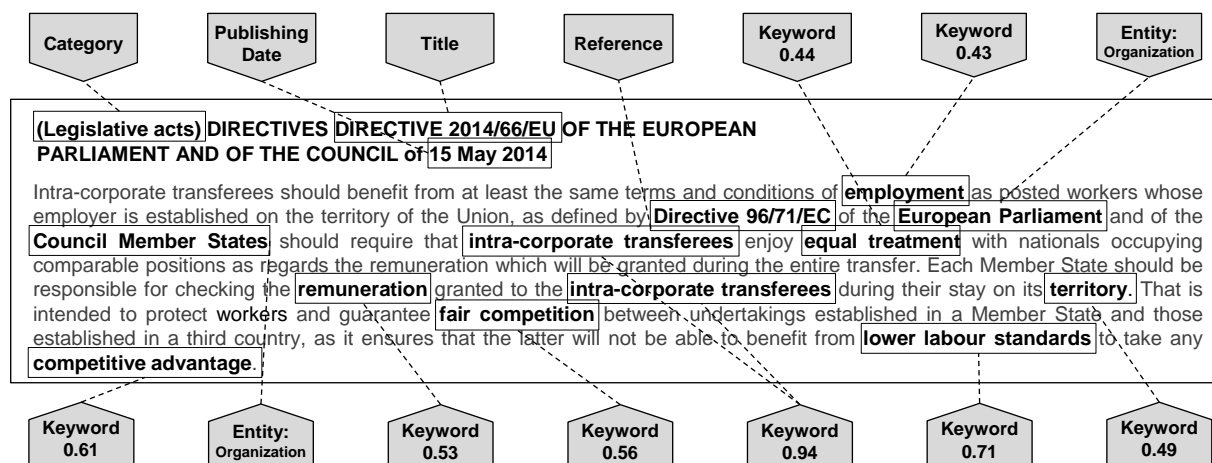 Category
Publishing
Date
Title
Reference
Keyword
0.44
Keyword
0.43
Entity:
Organization
(Legislative acts) DIRECTIVES DIRECTIVE 2014/66/EU OF THE EUROPEAN
PARLIAMENT AND OF THE COUNCIL of 15 May 2014
Intra-corporate transferees should benefit from at least the same terms and conditions of employment as posted workers whose
employer is established on the territory of the Union, as defined by Directive 96/71/EC of the European Parliament and of the
Council Member States should require that intra-corporate transferees enjoy equal treatment with nationals occupying
comparable positions as regards the remuneration which will be granted during the entire transfer. Each Member State should be
responsible for checking the remuneration granted to the intra-corporate transferees during their stay on its territory. That is
intended to protect workers and guarantee fair competition between undertakings established in a Member State and those
established in a third country, as it ensures that the latter will not be able to benefit from lower labour standards to take any
competitive advantage.
Keyword
0.61
Entity:
Organization
Keyword
0.53
Keyword
0.56
Keyword
0.94
Keyword
0.71
Keyword
0.49